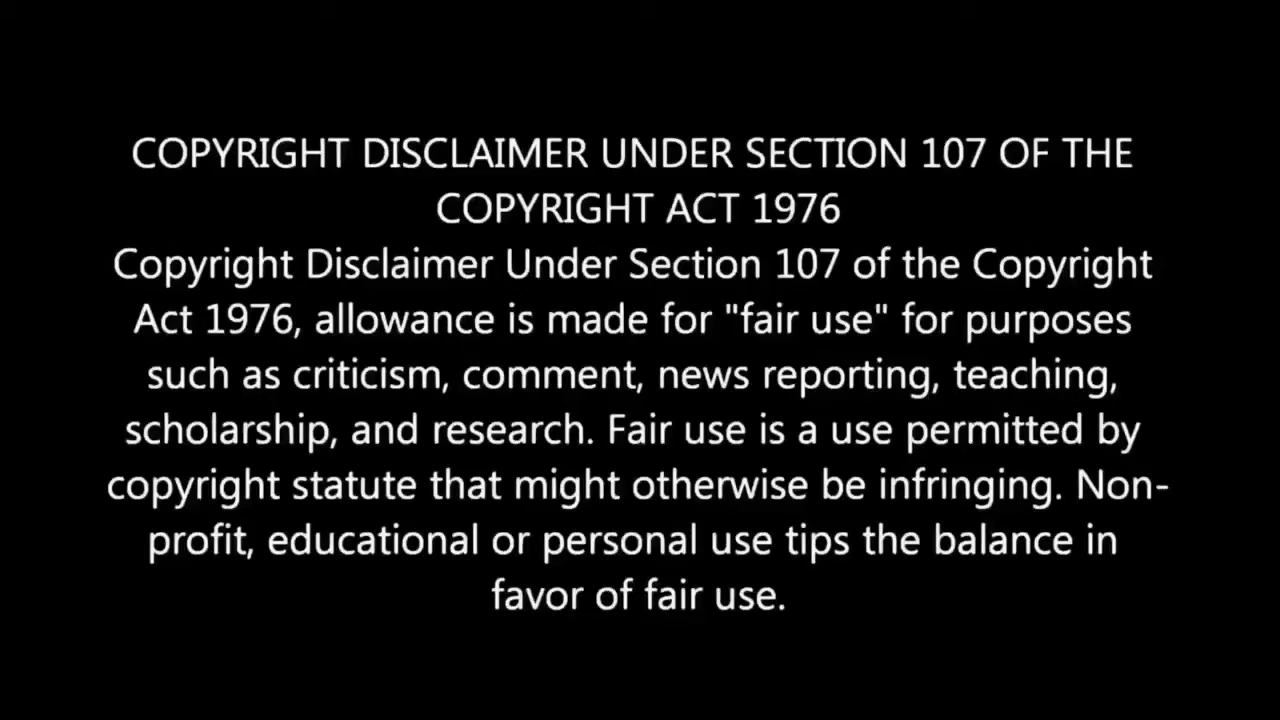 COPYRIGHT DISCLAIMER UNDER SECTION 107 OF THE
COPYRIGHT ACT 1976
Copyright Disclaimer Under Section 107 of the Copyright
Act 1976, allowance is made for "fair use" for purposes
such as criticism, comment, news reporting, teaching,
scholarship, and research. Fair use is a use permitted by
copyright statute that might otherwise be infringing. Non-
profit, educational or personal use tips the balance in
favor of fair use.